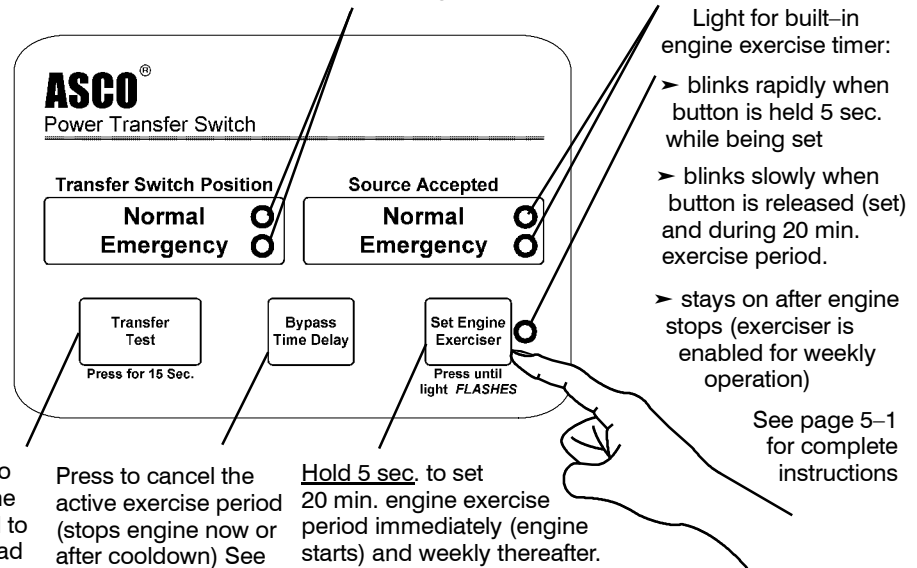 Light for built–in
engine exercise timer:
➢ blinks rapidly when
button is held 5 sec.
while being set
➢ blinks slowly when
button is released (set)
and during 20 min.
exercise period.
➢ stays on after engine
stops (exerciser is
enabled for weekly
operation)
See page 5–1
for complete
instructions
ASCO®
Power Transfer Switch
Transfer Switch Position
Normal
Emergency
Source Accepted
Normal
Emergency
Transfer
Test
Press for 15 Sec.
Bypass
Time Delay
Set Engine
Exerciser
Press until
light FLASHES
to
Press to cancel the
active exercise period
(stops engine now or
after cooldown) See
Hold 5 sec. to set
20 min. engine exercise
period immediately (engine
starts) and weekly thereafter.